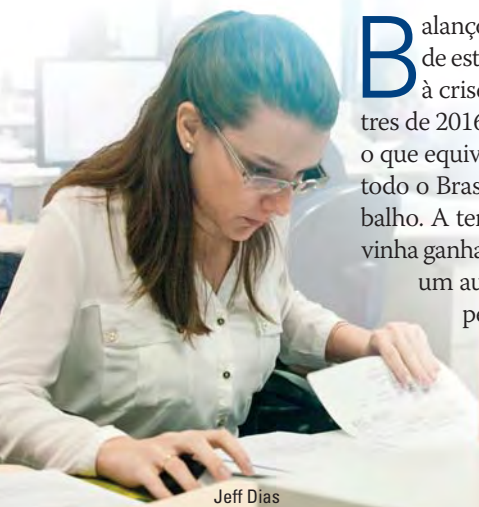 Balanço
de est
à crise
tres de 2016
o que equiv
todo o Bras
balho. A ter
vinha ganha
um au
pe
Jeff Dias